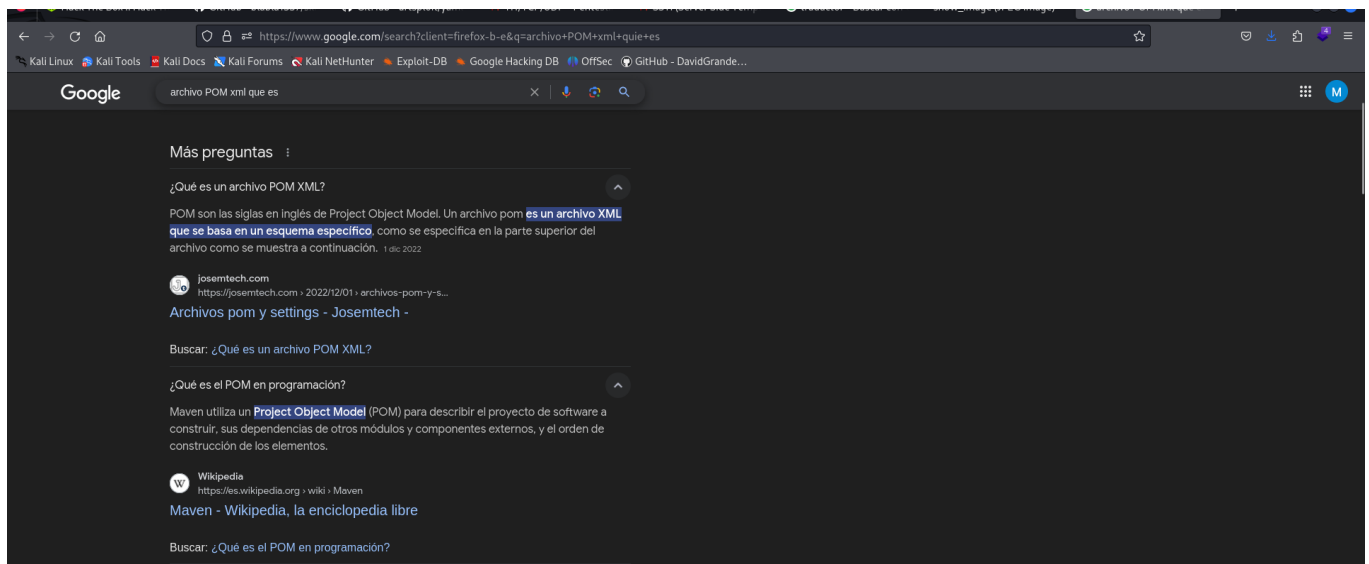 https://www.google.com/search?client=firefox-b-e&q=archivo+POM+xml+quie+es
Kali Linux Kali Tools Kali Docs Kali Forums Kali NetHunter Exploit-DB Google Hacking DB OffSec GitHub - DavidGrande...
Google archivo POM xml que es M
Más preguntas
¿Qué es un archivo POM XML?
POM son las siglas en inglés de Project Object Model. Un archivo pom es un archivo XML
que se basa en un esquema específico, como se especifica en la parte superior del
archivo como se muestra a continuación. 1 dic 2022
josemtech.com
https://josemtech.com › 2022/12/01 › archivos-pom-y-s...
Archivos pom y settings - Josemtech -
Buscar: ¿Qué es un archivo POM XML?
¿Qué es el POM en programación?
Maven utiliza un Project Object Model (POM) para describir el proyecto de software a
construir, sus dependencias de otros módulos y componentes externos, y el orden de
construcción de los elementos.
W Wikipedia
https://es.wikipedia.org › wiki › Maven
Maven - Wikipedia, la enciclopedia libre
Buscar: ¿Qué es el POM en programación?